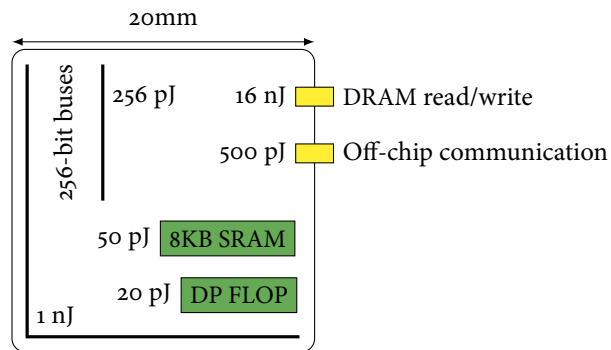 20mm
256-bit buses
256 pJ
16 nJ
DRAM read/write
500 pJ
Off-chip communication
50 pJ
8KB SRAM
20 pJ
DP FLOP
1 nJ